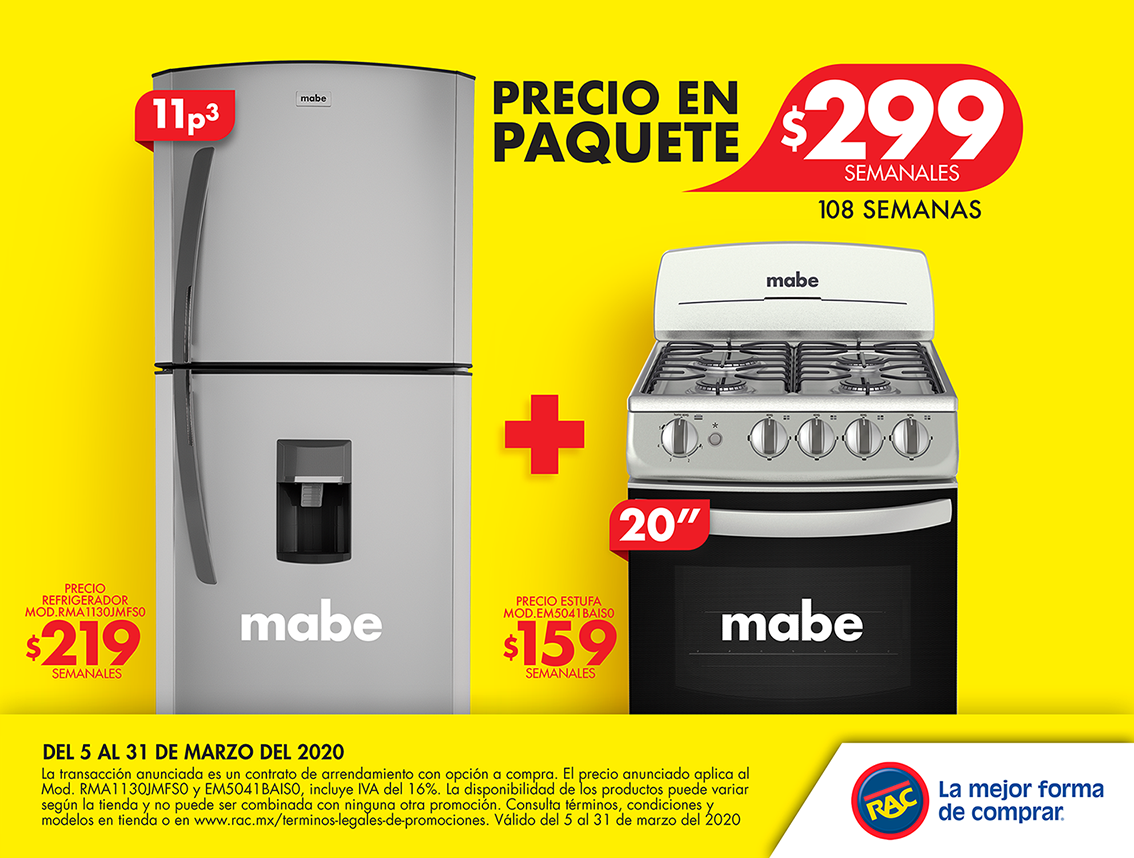 mabe
11p³
PRECIO EN
PAQUETE
$299
SEMANALES
108 SEMANAS
mabe
20”
PRECIO
REFRIGERADOR
MOD.RMA1130JMFS0
$219
SEMANALES
mabe
PRECIO ESTUFA
MOD.EM5041BAIS0
$159
SEMANALES
mabe
DEL 5 AL 31 DE MARZO DEL 2020
La transacción anunciada es un contrato de arrendamiento con opción a compra. El precio anunciado aplica al
Mod. RMA1130JMFS0 y EM5041BAIS0, incluye IVA del 16%. La disponibilidad de los productos puede variar
según la tienda y no puede ser combinada con ninguna otra promoción. Consulta términos, condiciones y
modelos en tienda o en www.rac.mx/terminos-legales-de-promociones. Válido del 5 al 31 de marzo del 2020
RAC
La mejor forma
de comprar.